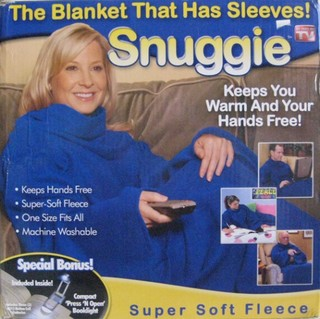 The Blanket That Has Sleeves!
Snuggie
TV
Keeps You
Warm And Your
Hands Free!
• Keeps Hands Free
• Super-Soft Fleece
• One Size Fits All
• Machine Washable
Special Bonus!
Included Inside!
Compact
"Press 'N Open"
Booklight
Super Soft Fleece